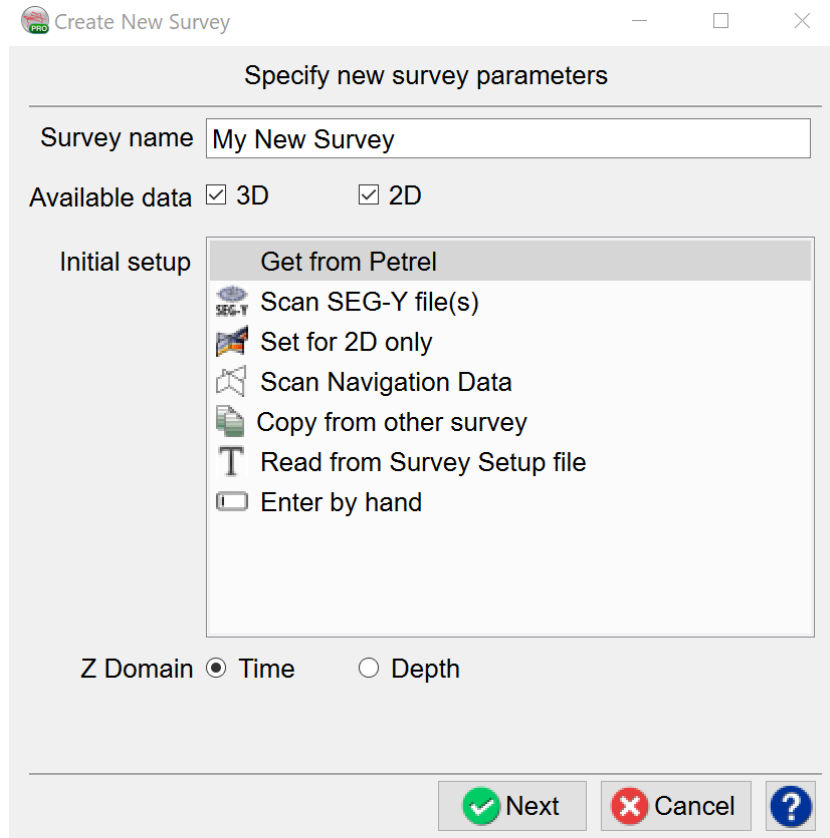 PRO Create New Survey
Specify new survey parameters
Survey name My New Survey
Available data 3D 2D
Initial setup Get from Petrel
SEG-Y Scan SEG-Y file(s)
Set for 2D only
Scan Navigation Data
Copy from other survey
T Read from Survey Setup file
Enter by hand
Z Domain Time Depth
Next Cancel ?